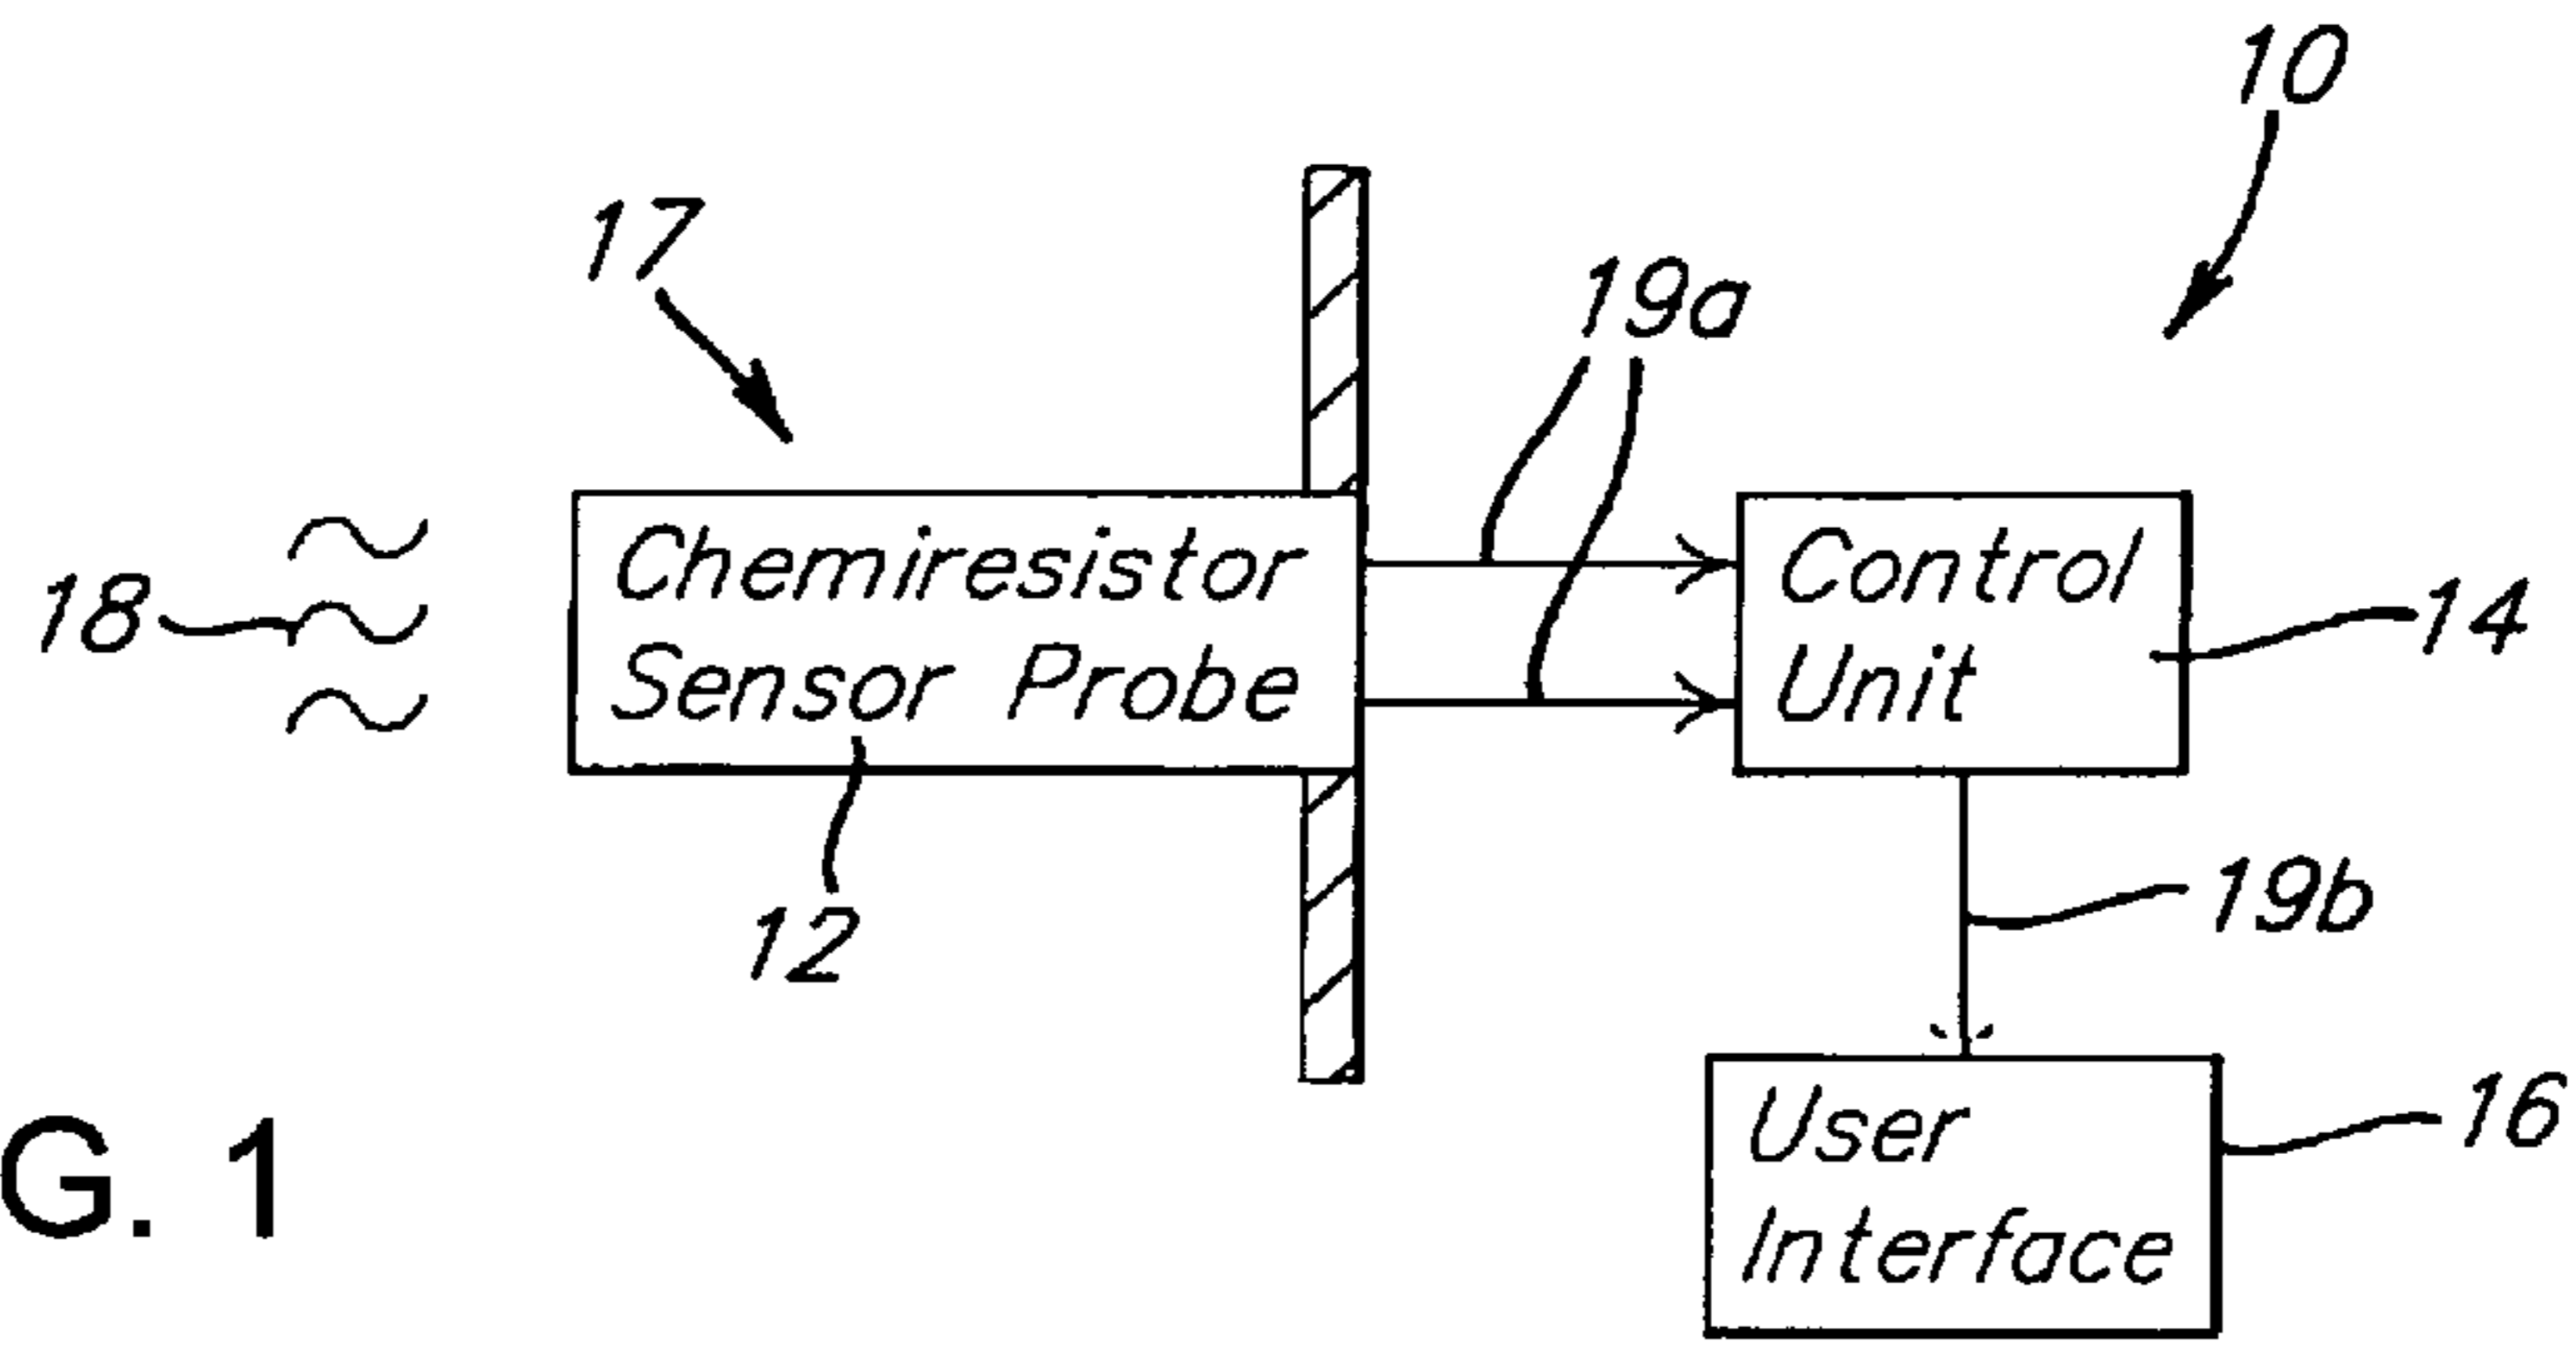 10
17
19a
Chemiresistor
Sensor Probe
Control
Unit
18
14
12
19b
User
Interface
16
G. 1